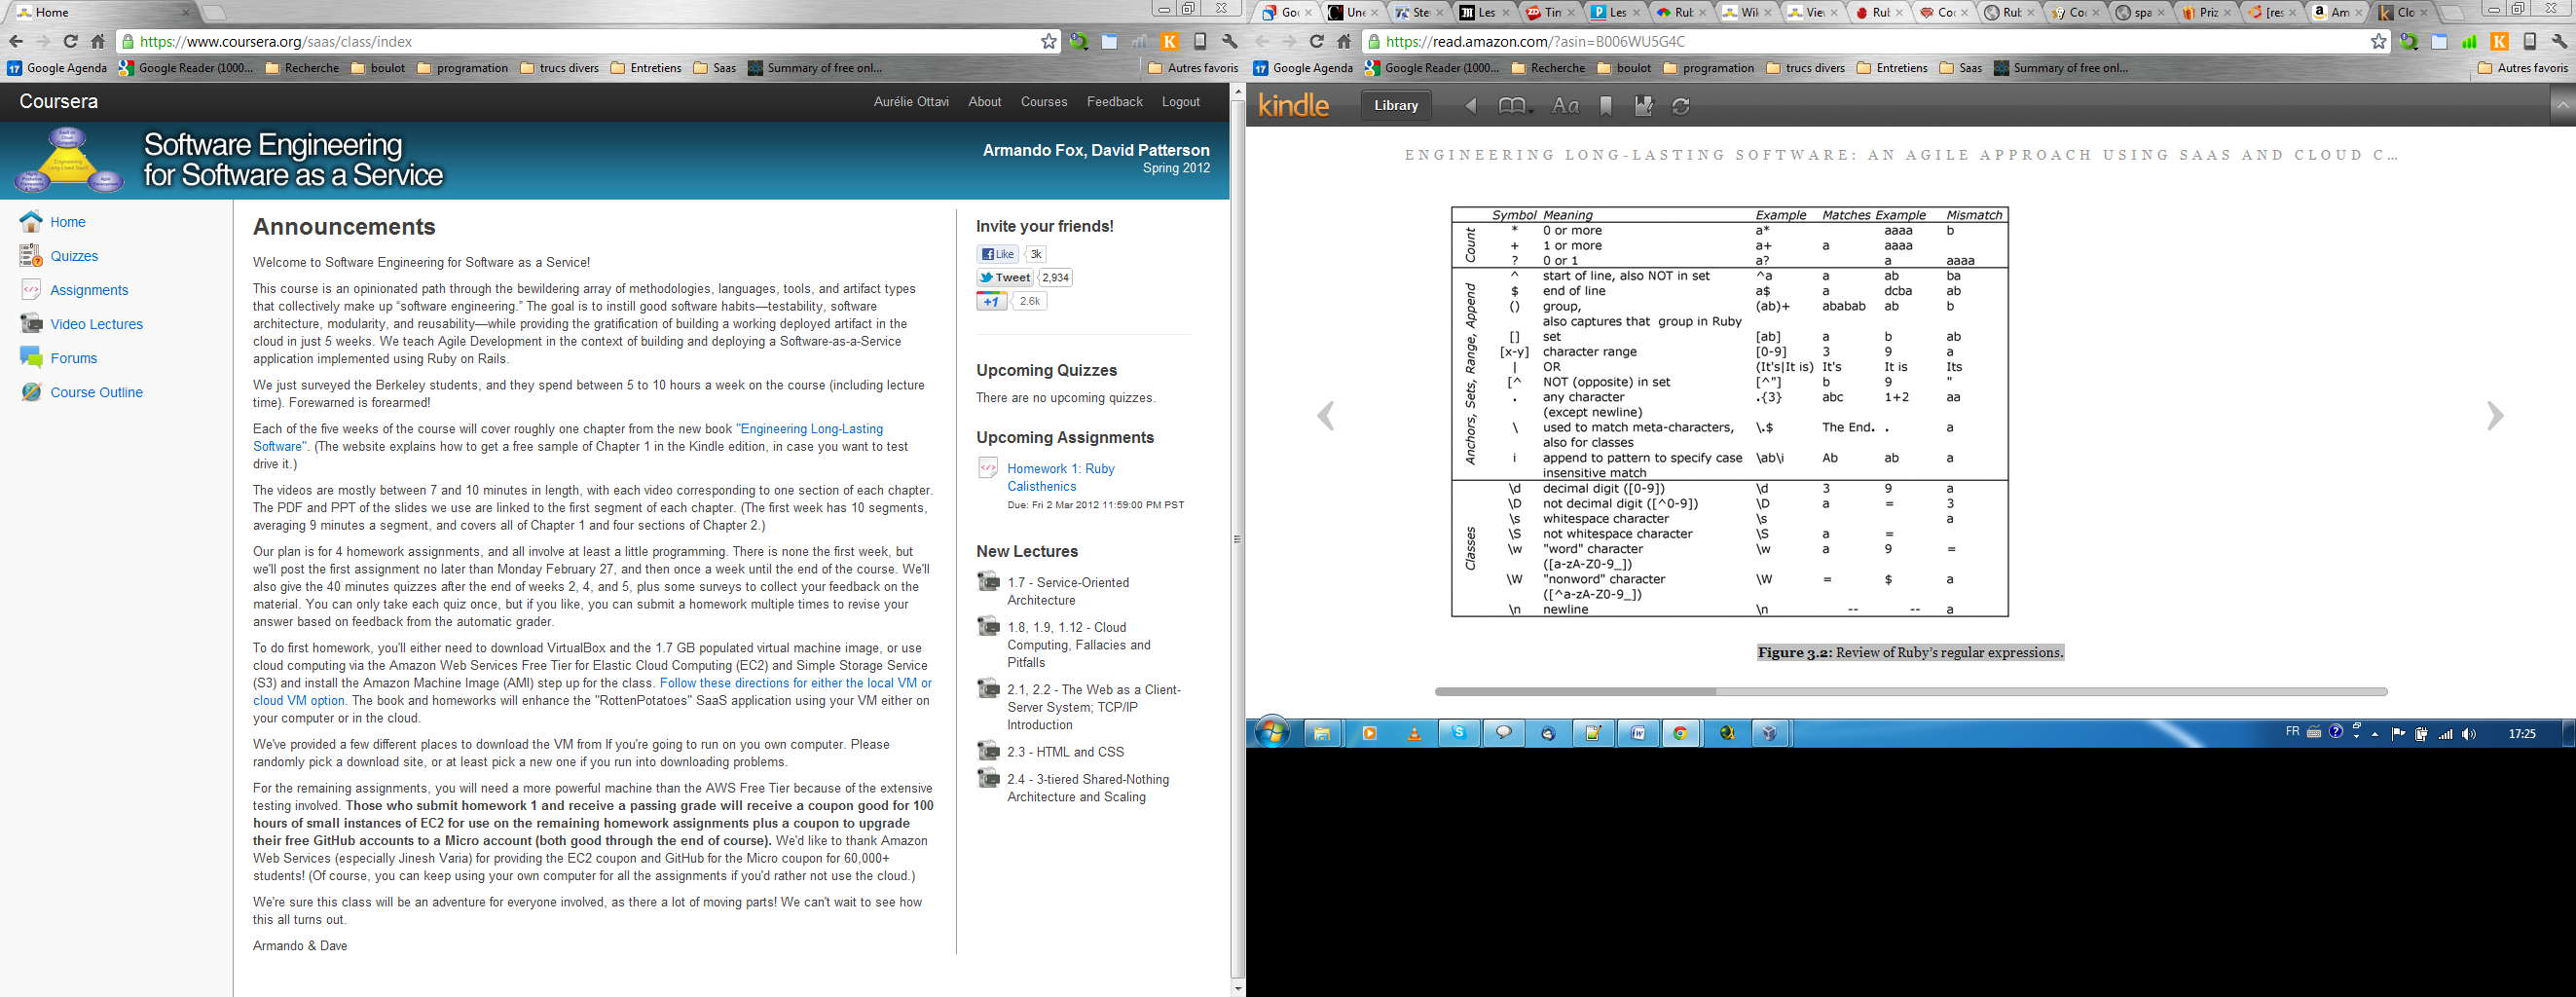 Home
https://www.coursera.org/saas/class/index
17 Google Agenda
Google Reader (1000...
Recherche
boulot
programation
trucs divers
Entretiens
Saas
Summary of free onl...
Autres favoris
Coursera
Aurélie Ottavi About Courses Feedback Logout
Software Engineering
for Software as a Service
Armando Fox, David Patterson
Spring 2012
Home
Quizzes
Assignments
Video Lectures
Forums
Course Outline
Announcements
Welcome to Software Engineering for Software as a Service!
This course is an opinionated path through the bewildering array of methodologies, languages, tools, and artifact types
that collectively make up “software engineering.” The goal is to instill good software habits—testability, software
architecture, modularity, and reusability—while providing the gratification of building a working deployed artifact in the
cloud in just 5 weeks. We teach Agile Development in the context of building and deploying a Software-as-a-Service
application implemented using Ruby on Rails.
We just surveyed the Berkeley students, and they spend between 5 to 10 hours a week on the course (including lecture
time). Forewarned is forearmed!
Each of the five weeks of the course will cover roughly one chapter from the new book "Engineering Long-Lasting
Software". (The website explains how to get a free sample of Chapter 1 in the Kindle edition, in case you want to test
drive it.)
The videos are mostly between 7 and 10 minutes in length, with each video corresponding to one section of each chapter.
The PDF and PPT of the slides we use are linked to the first segment of each chapter. (The first week has 10 segments,
averaging 9 minutes a segment, and covers all of Chapter 1 and four sections of Chapter 2.)
Our plan is for 4 homework assignments, and all involve at least a little programming. There is none the first week, but
we'll post the first assignment no later than Monday February 27, and then once a week until the end of the course. We'll
also give the 40 minutes quizzes after the end of weeks 2, 4, and 5, plus some surveys to collect your feedback on the
material. You can only take each quiz once, but if you like, you can submit a homework multiple times to revise your
answer based on feedback from the automatic grader.
To do first homework, you'll either need to download VirtualBox and the 1.7 GB populated virtual machine image, or use
cloud computing via the Amazon Web Services Free Tier for Elastic Cloud Computing (EC2) and Simple Storage Service
(S3) and install the Amazon Machine Image (AMI) step up for the class. Follow these directions for either the local VM or
cloud VM option. The book and homeworks will enhance the "RottenPotatoes" SaaS application using your VM either on
your computer or in the cloud.
We've provided a few different places to download the VM from If you're going to run on you own computer. Please
randomly pick a download site, or at least pick a new one if you run into downloading problems.
For the remaining assignments, you will need a more powerful machine than the AWS Free Tier because of the extensive
testing involved. Those who submit homework 1 and receive a passing grade will receive a coupon good for 100
hours of small instances of EC2 for use on the remaining homework assignments plus a coupon to upgrade
their free GitHub accounts to a Micro account (both good through the end of course). We'd like to thank Amazon
Web Services (especially Jinesh Varia) for providing the EC2 coupon and GitHub for the Micro coupon for 60,000+
students! (Of course, you can keep using your own computer for all the assignments if you'd rather not use the cloud.)
We're sure this class will be an adventure for everyone involved, as there a lot of moving parts! We can't wait to see how
this all turns out.
Armando & Dave
Invite your friends!
Like 3k
Tweet 2,934
+1 2.6k
Upcoming Quizzes
There are no upcoming quizzes.
Upcoming Assignments
Homework 1: Ruby
Calisthenics
Due: Fri 2 Mar 2012 11:59:00 PM PST
New Lectures
1.7 - Service-Oriented
Architecture
1.8, 1.9, 1.12 - Cloud
Computing, Fallacies and
Pitfalls
2.1, 2.2 - The Web as a Client-
Server System; TCP/IP
Introduction
2.3 - HTML and CSS
2.4 - 3-tiered Shared-Nothing
Architecture and Scaling
Goo Une Ste Les Tin Les Rub Wik Viev Rul Coo Rub Coo spa Priz [res Am Clo
https://read.amazon.com/?asin=B006WU5G4C
17 Google Agenda
Google Reader (1000...
Recherche
boulot
programation
trucs divers
Entretiens
Saas
Summary of free onl...
Autres favoris
kindle
Library
Aa
ENGINEERING LONG-LASTING SOFTWARE: AN AGILE APPROACH USING SAAS AND CLOUD C...
Symbol Meaning Example Matches Example Mismatch
Count
* 0 or more a* aaaa b
+ 1 or more a+ a aaaa
? 0 or 1 a? a aaaa
Anchors, Sets, Range, Append
^ start of line, also NOT in set ^a a ab ba
$ end of line a$ a dcba ab
() group, (ab)+ ababab ab b
also captures that group in Ruby
[] set [ab] a b ab
[x-y] character range [0-9] 3 9 a
| OR (It's|It is) It's It is Its
[^ NOT (opposite) in set [^"] b 9 "
. any character .{3} abc 1+2 aa
(except newline)
\ used to match meta-characters, \.$ The End. . a
also for classes
i append to pattern to specify case \ab\i Ab ab a
insensitive match
Classes
\d decimal digit ([0-9]) \d 3 9 a
\D not decimal digit ([^0-9]) \D a = 3
\s whitespace character \s a
\S not whitespace character \S a =
\w "word" character \w a 9 =
([a-zA-Z0-9_])
\W "nonword" character \W = $ a
([^a-zA-Z0-9_])
\n newline \n -- -- a
Figure 3.2: Review of Ruby’s regular expressions.
FR
17:25